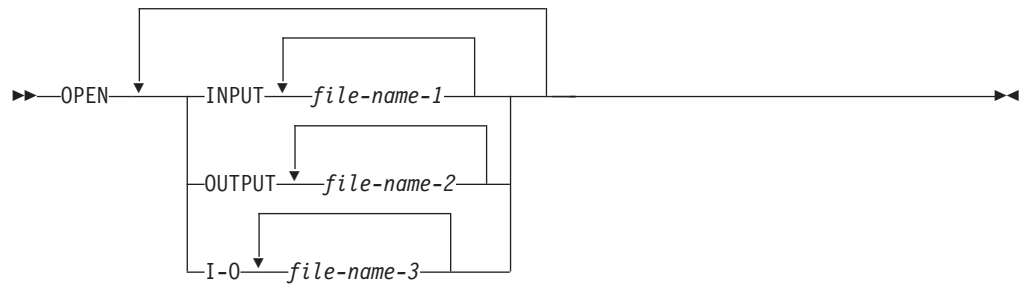 OPEN INPUT file-name-1
OUTPUT file-name-2
I-O file-name-3